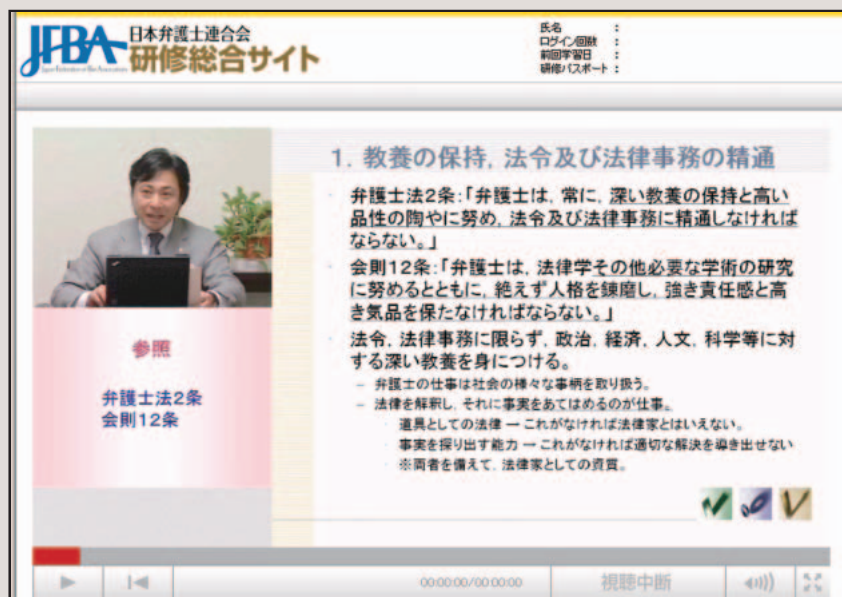 JFBA
日本弁護士連合会
Japan Federation of Bar Associations
研修総合サイト
氏名 :
ログイン回数 :
前回学習日 :
研修パスポート :
1. 教養の保持, 法令及び法律事務の精通
弁護士法2条:「弁護士は, 常に, 深い教養の保持と高い
品性の陶やに努め, 法令及び法律事務に精通しなければ
ならない。」
会則12条:「弁護士は, 法律学その他必要な学術の研究
に努めるとともに, 絶えず人格を錬磨し, 強き責任感と高
き気品を保たなければならない。」
法令, 法律事務に限らず, 政治, 経済, 人文, 科学等に対
する深い教養を身につける。
– 弁護士の仕事は社会の様々な事柄を取り扱う。
– 法律を解釈し, それに事実をあてはめるのが仕事。
道具としての法律 → これがなければ法律家とはいえない。
事実を探り出す能力 → これがなければ適切な解決を導き出せない
※両者を備えて, 法律家としての資質。
参照
弁護士法2条
会則12条
00:00:00/00:00:00
視聴中断